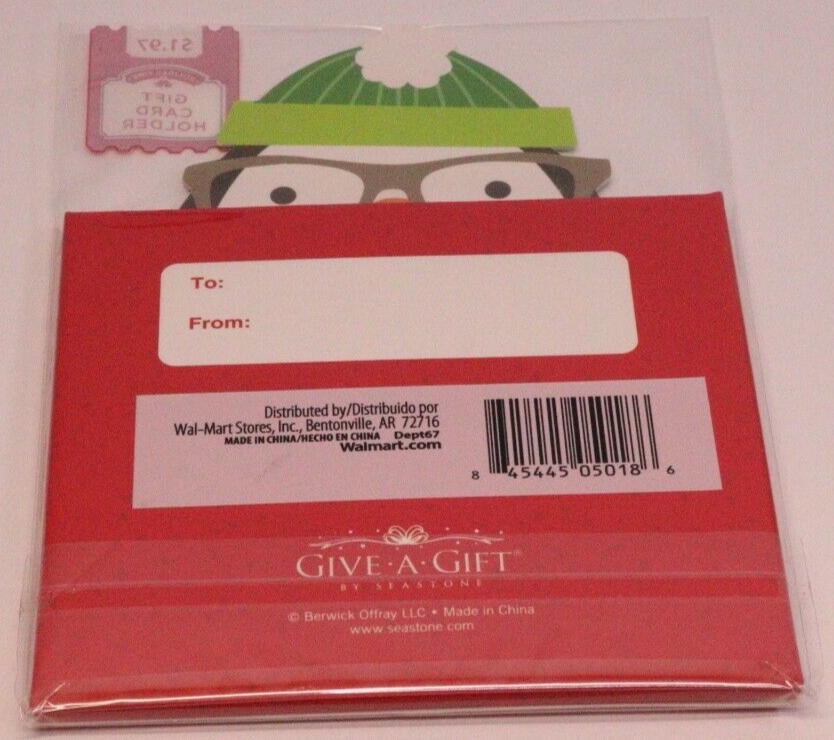 $1.97
HOLIDAY TIME
GIFT
CARD
HOLDER
To:
From:
Distributed by/Distribuido por
Wal-Mart Stores, Inc., Bentonville, AR 72716
MADE IN CHINA/HECHO EN CHINA Dept67
Walmart.com
8 45445 05018 6
GIVE·A·GIFT®
BY SEASTONE
© Berwick Offray LLC • Made in China
www.seastone.com